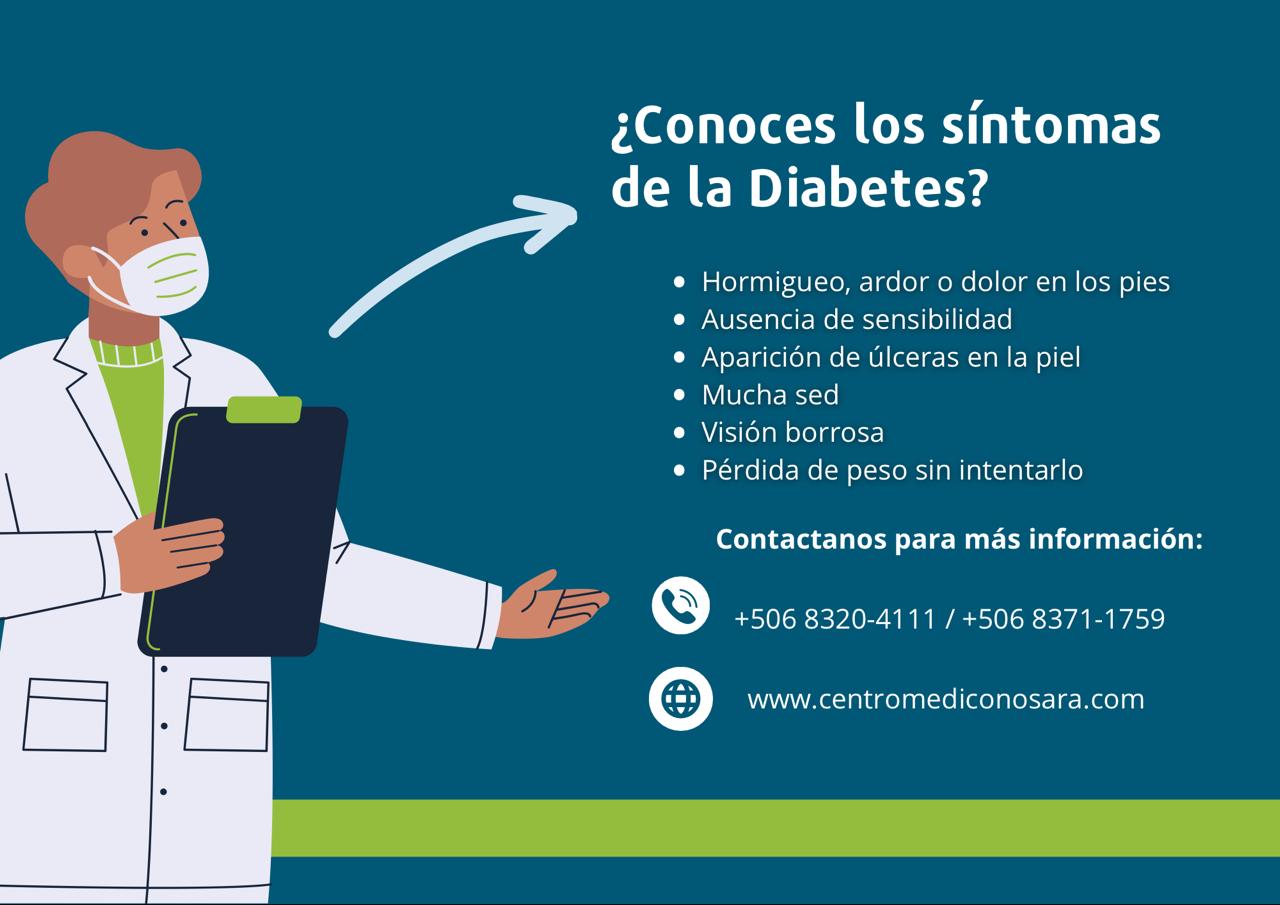 ¿Conoces los síntomas
de la Diabetes?
Hormigueo, ardor o dolor en los pies
Ausencia de sensibilidad
Aparición de úlceras en la piel
Mucha sed
Visión borrosa
Pérdida de peso sin intentarlo
Contactanos para más información:
+506 8320-4111 / +506 8371-1759
www.centromediconosara.com